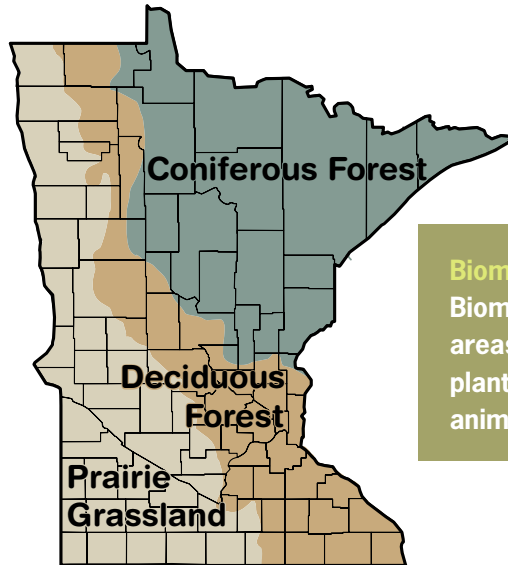 Coniferous Forest
Deciduous
Forest
Prairie
Grassland
Biom
Biom
areas
plant
anim